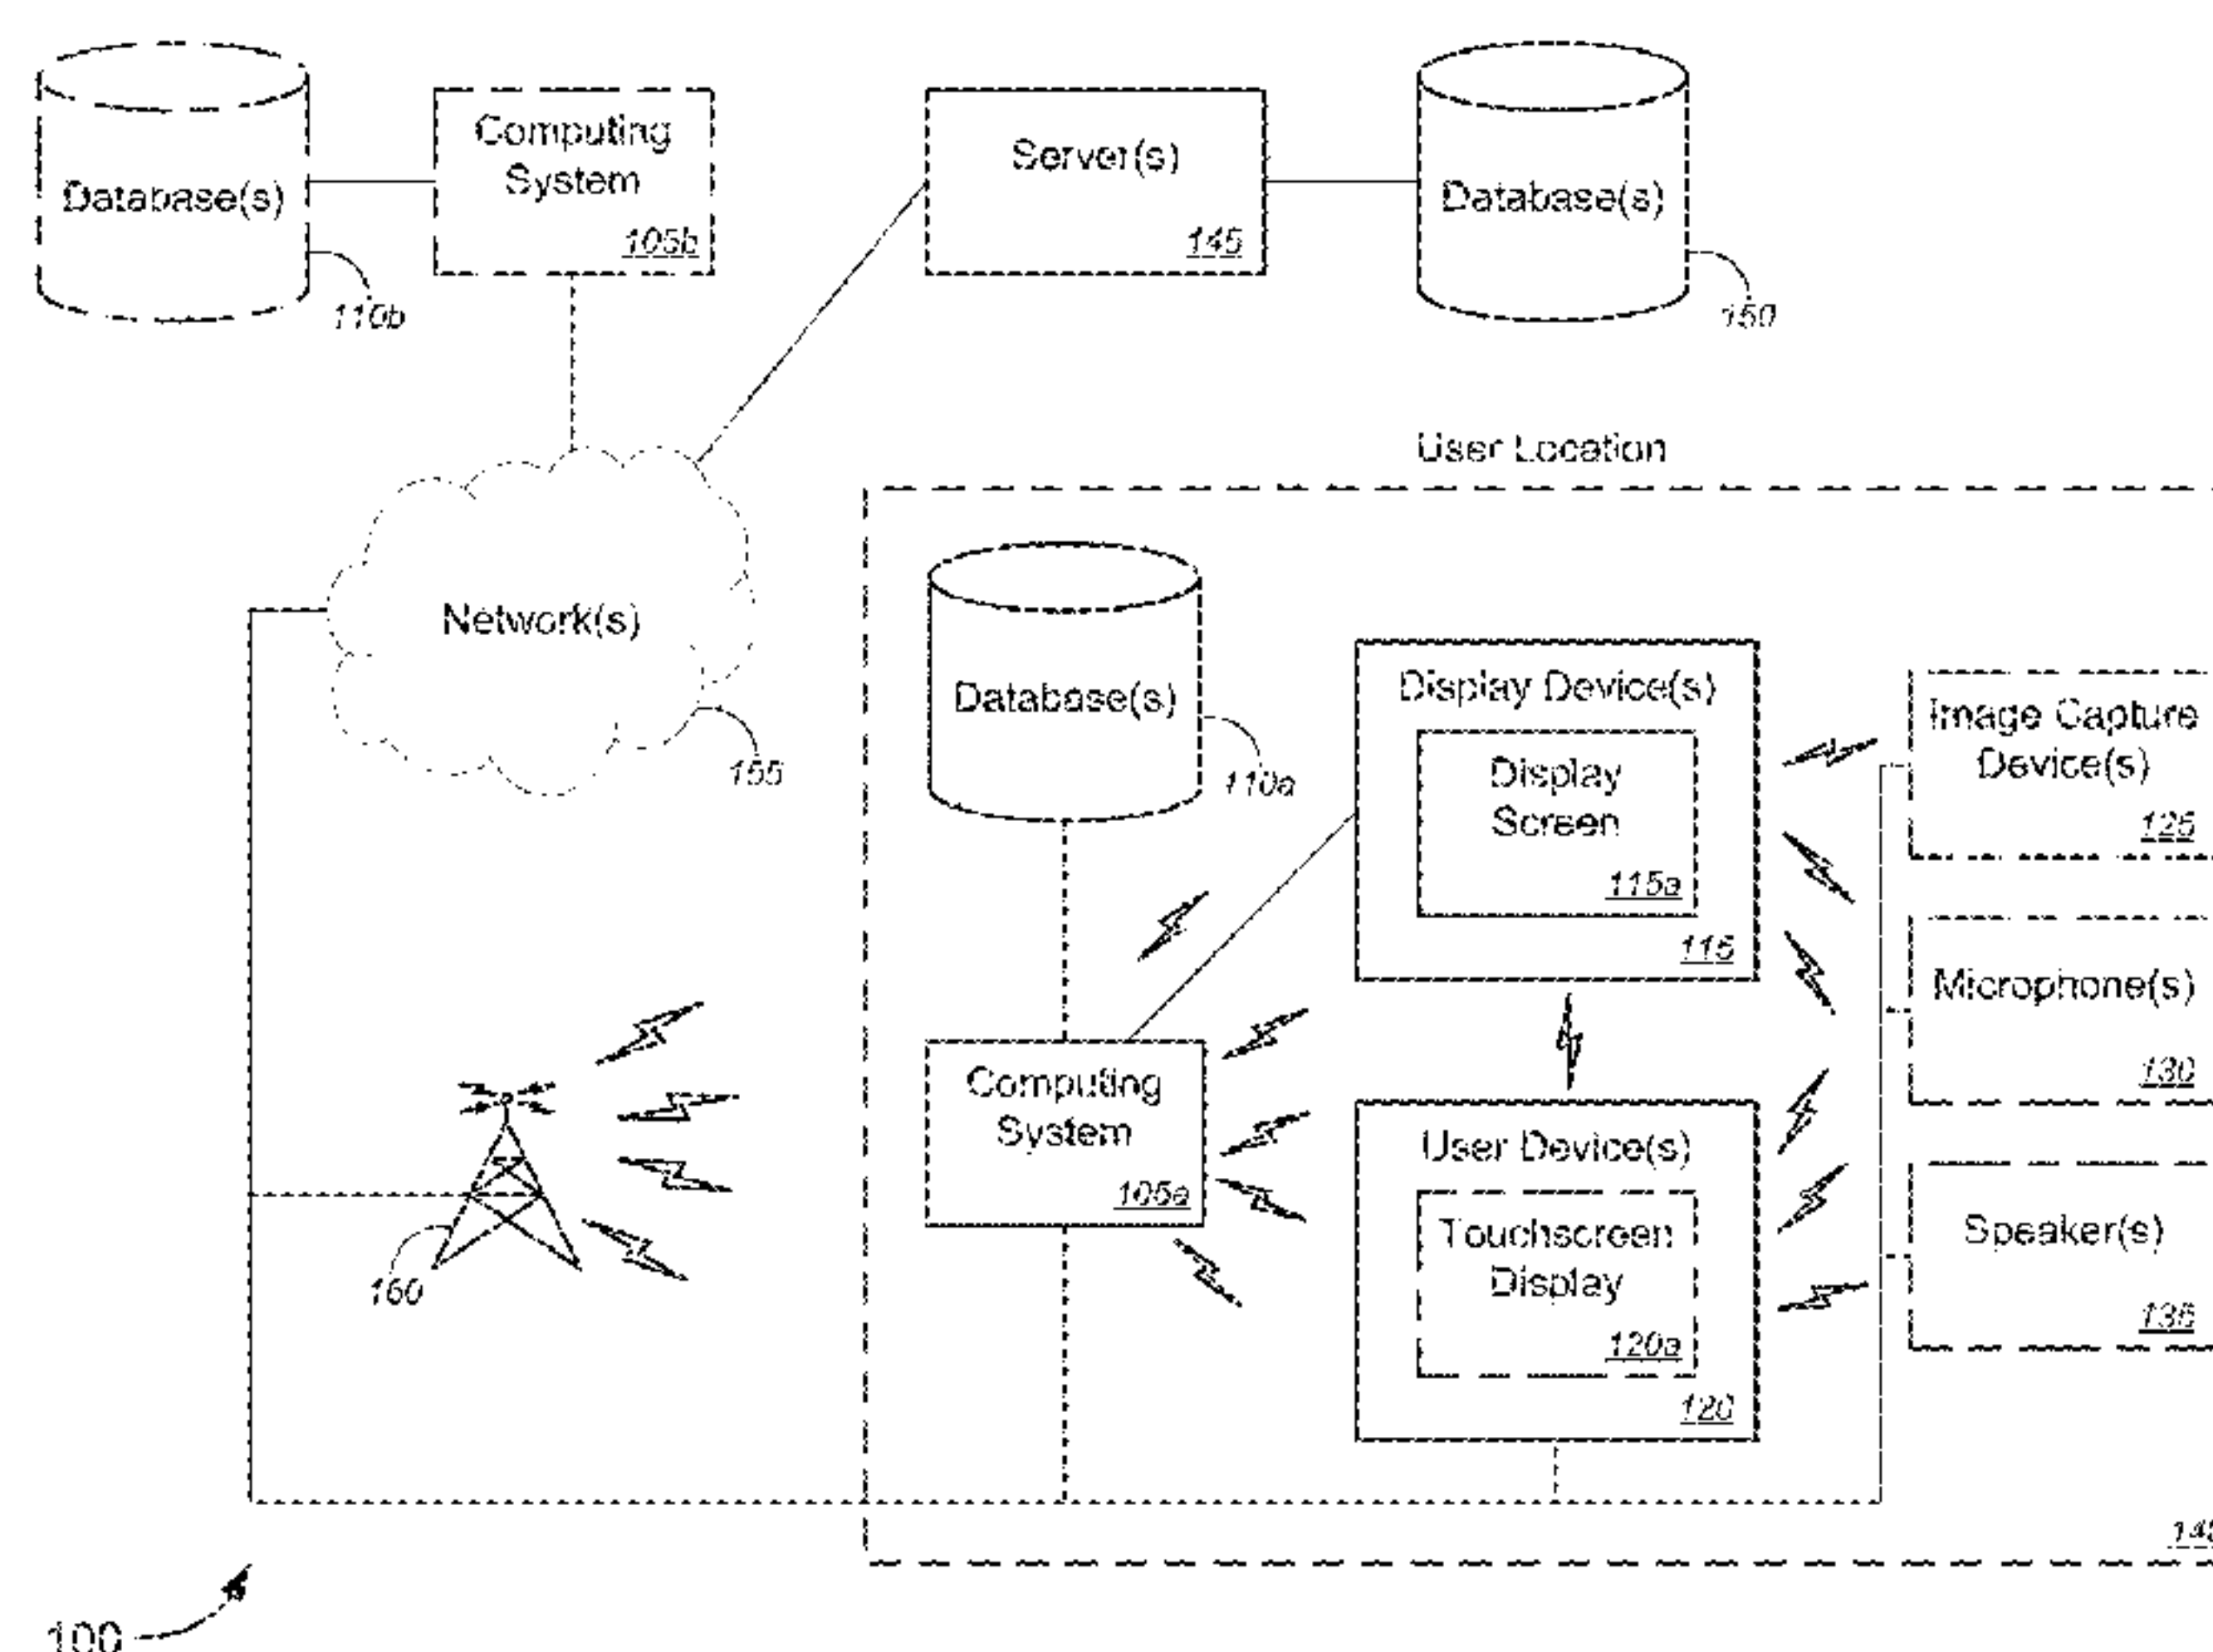 Database(s)
110b
Computing
System
105b
Server(s)
145
Database(s)
150
User Location
Network(s)
155
Database(s)
110a
Display Device(s)
Display
Screen
115a
115
Image Capture
Device(s)
125
Microphone(s)
130
Computing
System
105a
User Device(s)
Touchscreen
Display
120a
120
Speaker(s)
135
160
100